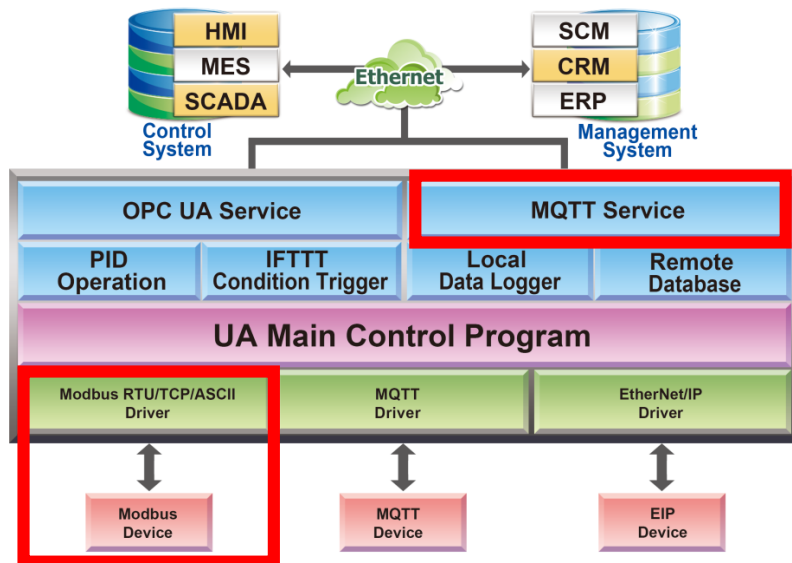 HMI
MES
SCADA
Control
System
Ethernet
SCM
CRM
ERP
Management
System
OPC UA Service
MQTT Service
PID
Operation
IFTTT
Condition Trigger
Local
Data Logger
Remote
Database
UA Main Control Program
Modbus RTU/TCP/ASCII
Driver
MQTT
Driver
EtherNet/IP
Driver
Modbus
Device
MQTT
Device
EIP
Device